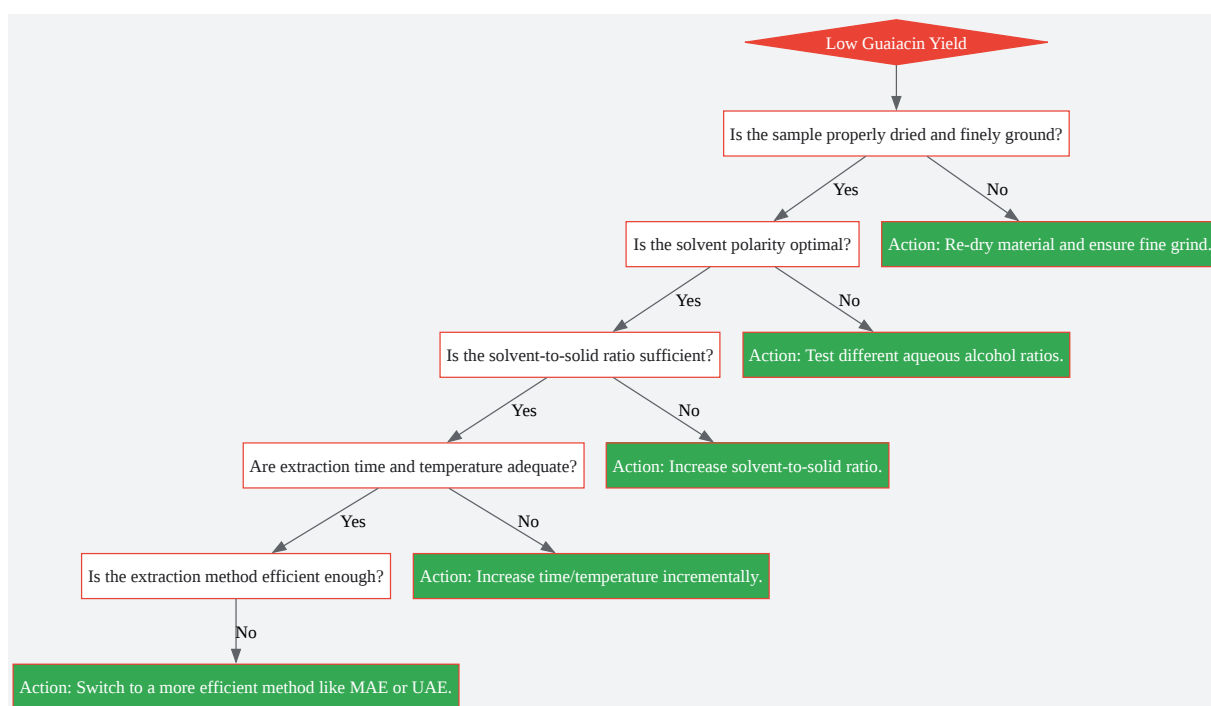 Low Guaiacin Yield
Is the sample properly dried and finely ground?
Yes
No
Is the solvent polarity optimal?
Action: Re-dry material and ensure fine grind.
Yes
No
Is the solvent-to-solid ratio sufficient?
Action: Test different aqueous alcohol ratios.
Yes
No
Are extraction time and temperature adequate?
Action: Increase solvent-to-solid ratio.
Yes
No
Is the extraction method efficient enough?
Action: Increase time/temperature incrementally.
No
Action: Switch to a more efficient method like MAE or UAE.